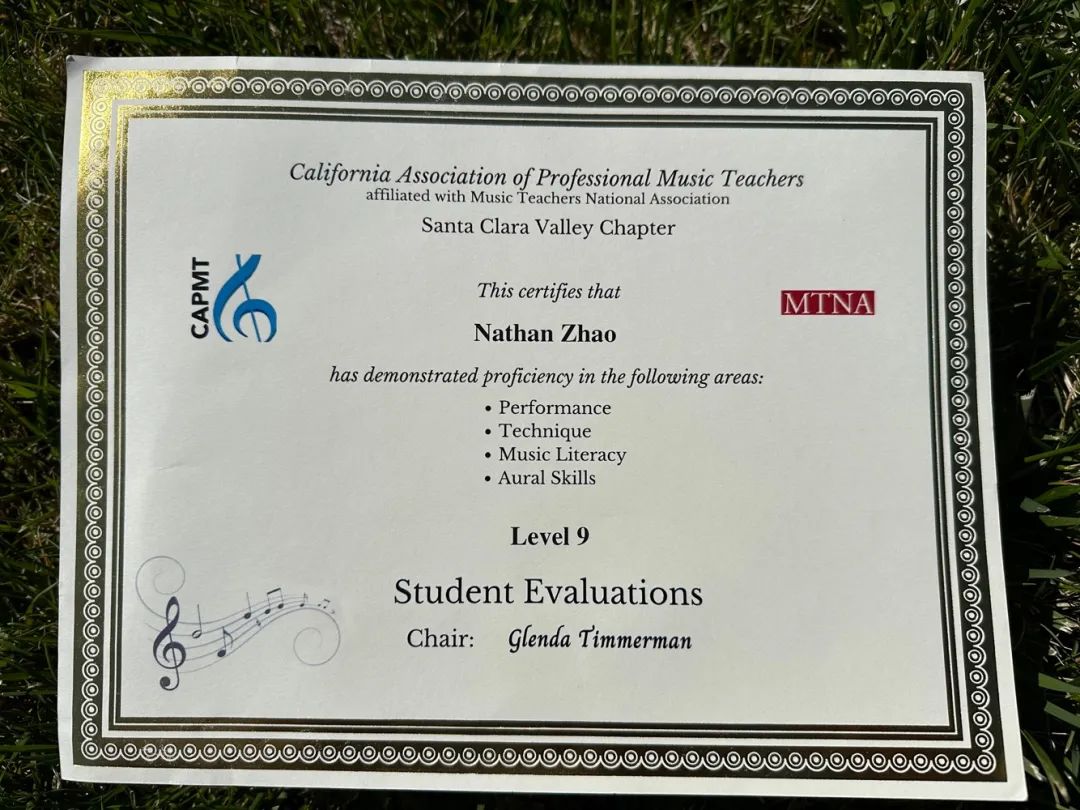 California Association of Professional Music Teachers
affiliated with Music Teachers National Association
Santa Clara Valley Chapter
CAPMT
This certifies that
MTNA
Nathan Zhao
has demonstrated proficiency in the following areas:
• Performance
• Technique
• Music Literacy
• Aural Skills
Level 9
Student Evaluations
Chair: Glenda Timmerman